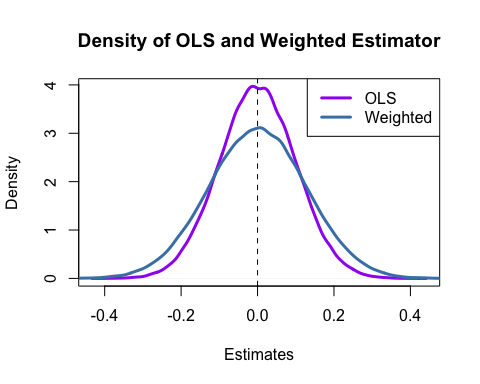 Density of OLS and Weighted Estimator
OLS
Weighted
Density
4
3
2
1
0
-0.4 -0.2 0.0 0.2 0.4
Estimates